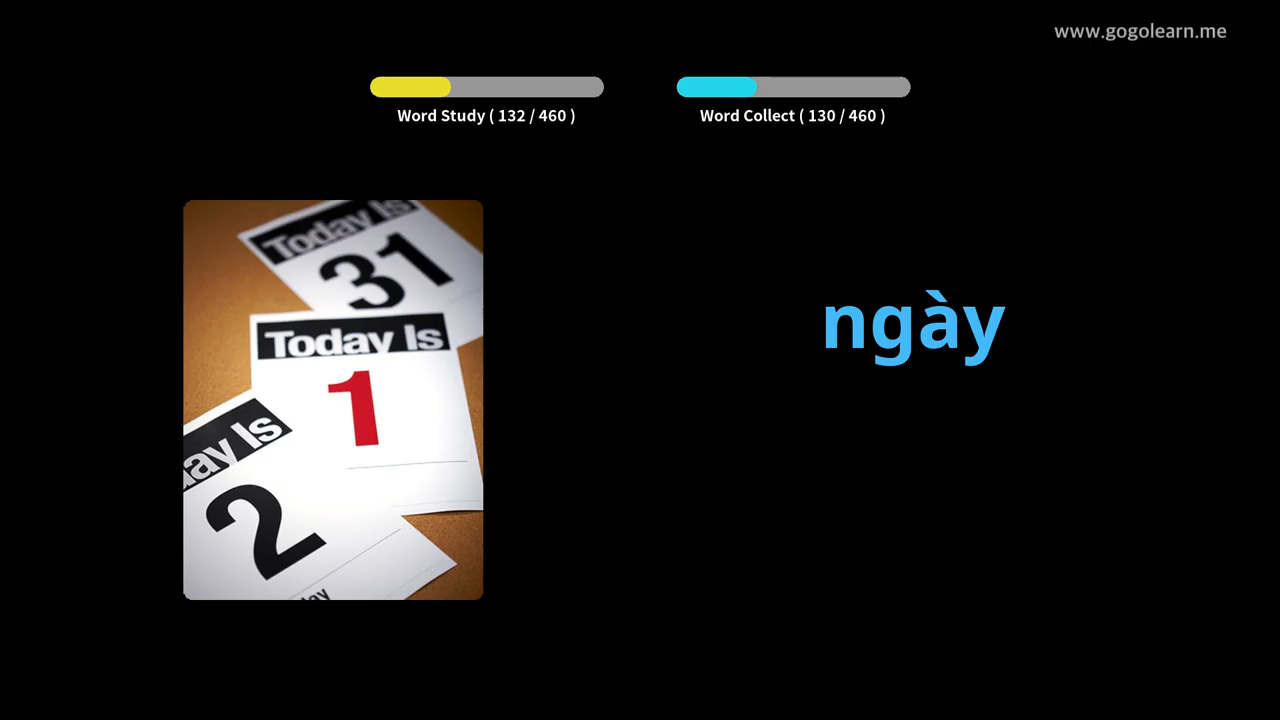 www.gogolearn.me
Word Study ( 132 / 460 )
Word Collect ( 130 / 460 )
Today Is
31
Today Is
1
ay Is
2
ay
ngày